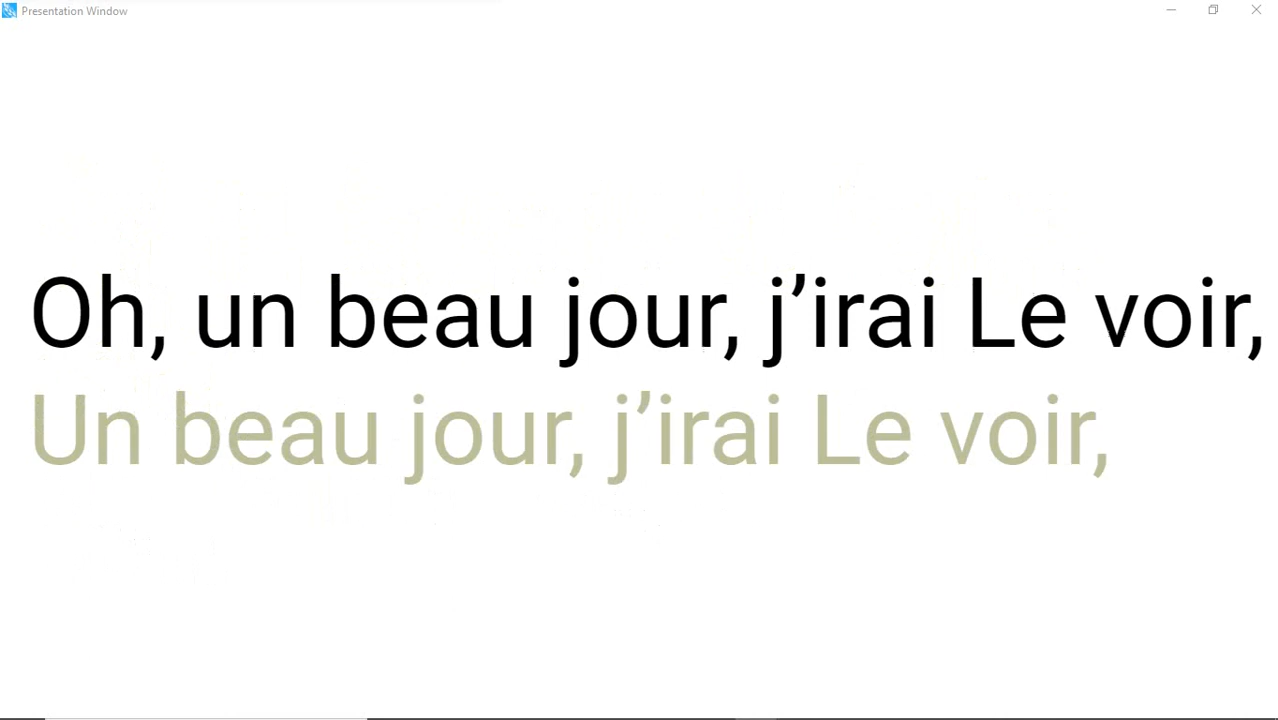 Presentation Window
Oh, un beau jour, j’irai Le voir,
Un beau jour, j’irai Le voir,